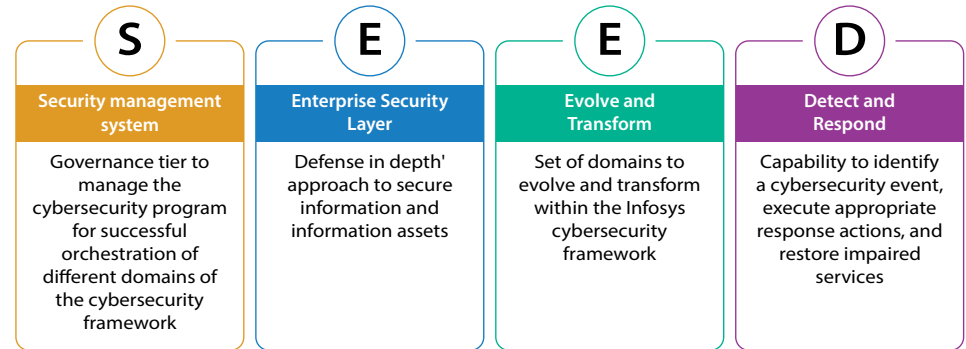 S
Security management
system
Governance tier to
manage the
cybersecurity program
for successful
orchestration of
different domains of
the cybersecurity
framework
E
Enterprise Security
Layer
Defense in depth'
approach to secure
information and
information assets
E
Evolve and
Transform
Set of domains to
evolve and transform
within the Infosys
cybersecurity
framework
D
Detect and
Respond
Capability to identify
a cybersecurity event,
execute appropriate
response actions, and
restore impaired
services